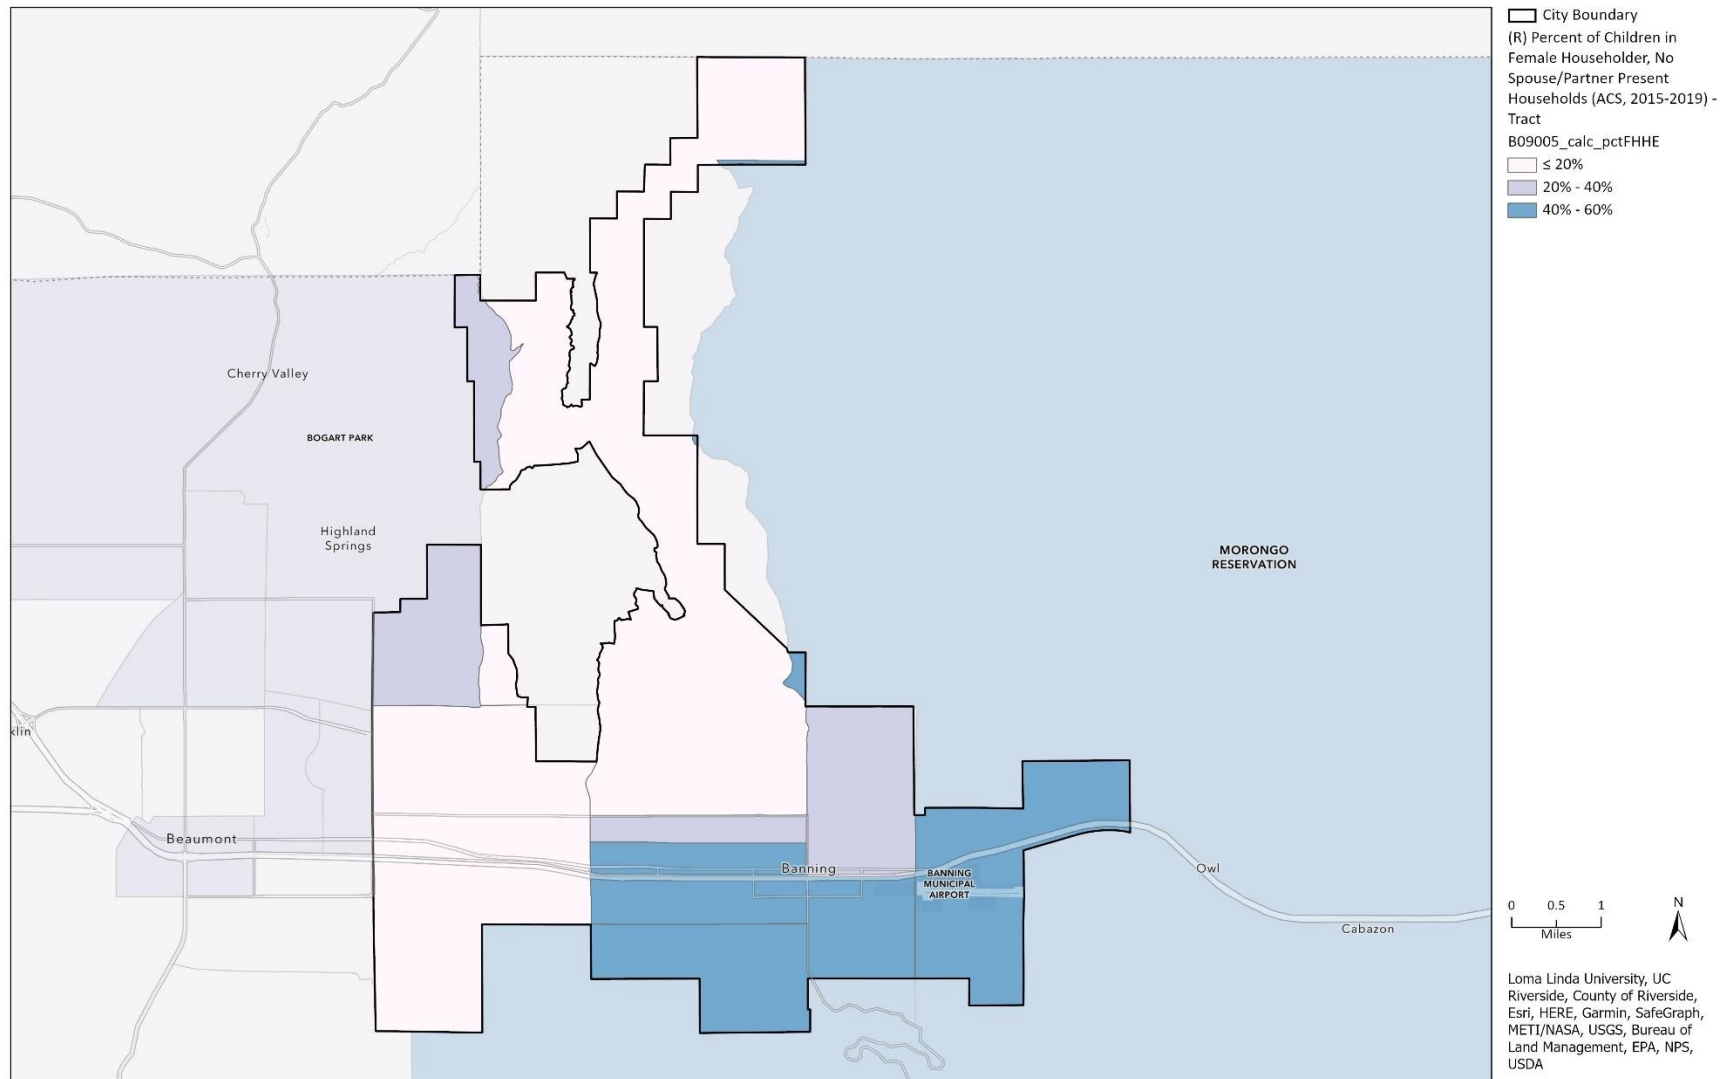 City Boundary
(R) Percent of Children in
Female Householder, No
Spouse/Partner Present
Households (ACS, 2015-2019) -
Tract
B09005_calc_pctFHHE
≤ 20%
20% - 40%
40% - 60%
Cherry Valley
BOGART PARK
Highland
Springs
MORONGO
RESERVATION
klin
Beaumont
Banning
BANNING
MUNICIPAL
AIRPORT
Owl
Cabazon
0 0.5 1
Miles
N
Loma Linda University, UC
Riverside, County of Riverside,
Esri, HERE, Garmin, SafeGraph,
METI/NASA, USGS, Bureau of
Land Management, EPA, NPS,
USDA